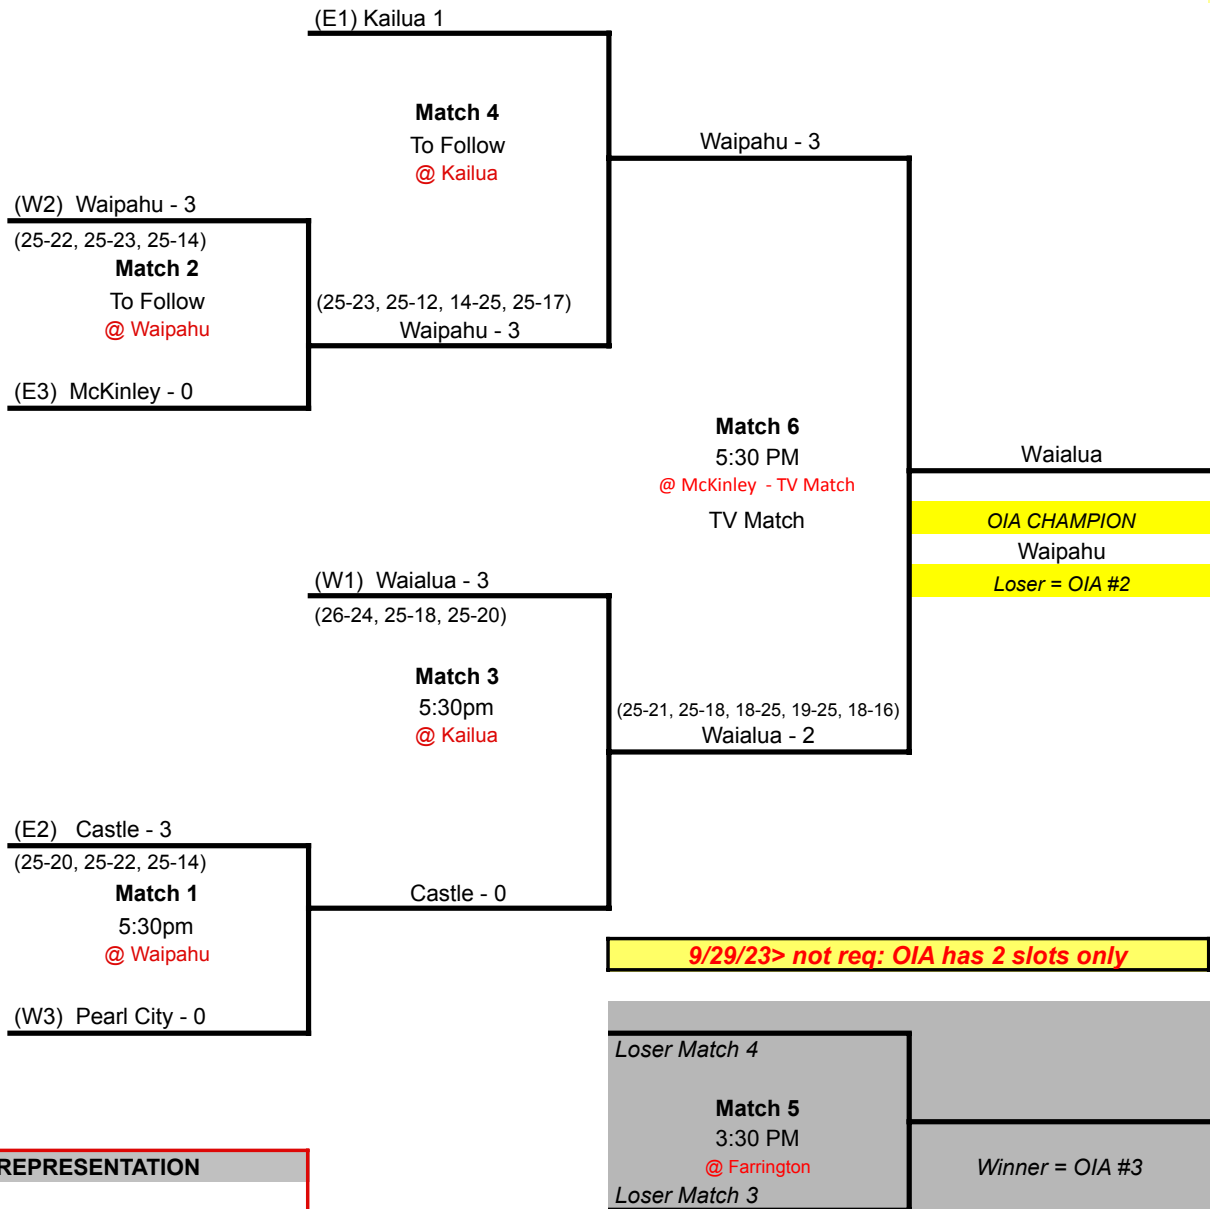 (E1) Kailua 1
Match 4
To Follow
@ Kailua
Waipahu - 3
(W2)  Waipahu - 3
(25-22, 25-23, 25-14)
Match 2
To Follow
@ Waipahu
(25-23, 25-12, 14-25, 25-17)
Waipahu - 3
(E3)  McKinley - 0
Match 6
5:30 PM
@ McKinley  - TV Match
TV Match
Waialua
OIA CHAMPION
Waipahu
Loser = OIA #2
(W1)  Waialua - 3
(26-24, 25-18, 25-20)
Match 3
5:30pm
@ Kailua
(25-21, 25-18, 18-25, 19-25, 18-16)
Waialua - 2
(E2)   Castle - 3
(25-20, 25-22, 25-14)
Match 1
5:30pm
@ Waipahu
Castle - 0
(W3)  Pearl City - 0
9/29/23> not req: OIA has 2 slots only
Loser Match 4
Match 5
3:30 PM
@ Farrington
Winner = OIA #3
Loser Match 3
REPRESENTATION